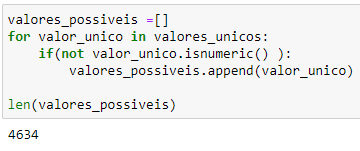 valores_possiveis =[]
for valor_unico in valores_unicos:
    if(not valor_unico.isnumeric() ):
        valores_possiveis.append(valor_unico)
len(valores_possiveis)
4634